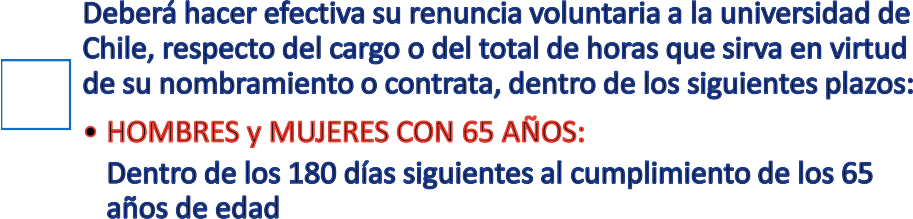 Deberá hacer efectiva su renuncia voluntaria a la universidad de
Chile, respecto del cargo o del total de horas que sirva en virtud
de su nombramiento o contrata, dentro de los siguientes plazos:
• HOMBRES y MUJERES CON 65 AÑOS:
Dentro de los 180 días siguientes al cumplimiento de los 65
años de edad